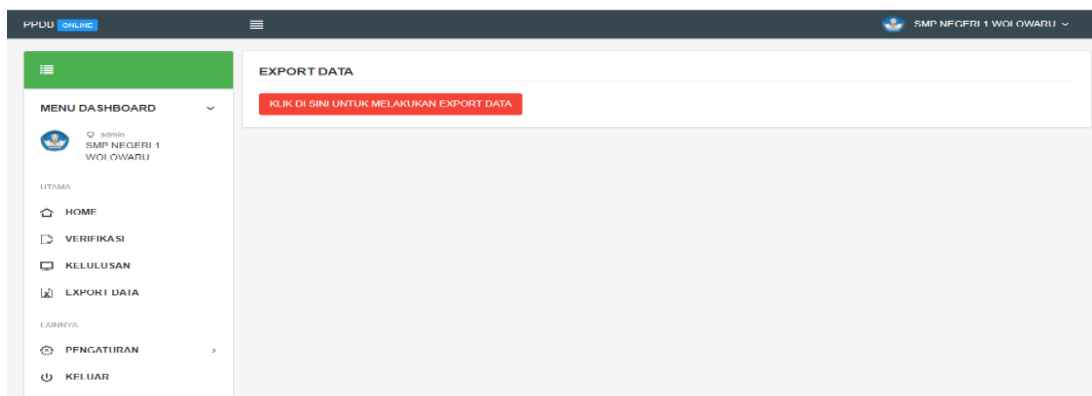 PPDB ONLINE
SMP NEGERI 1 WOLOWARU
EXPORT DATA
KLIK DI SINI UNTUK MELAKUKAN EXPORT DATA
MENU DASHBOARD
admin
SMP NEGERI 1
WOLOWARU
UTAMA
HOME
VERIFIKASI
KELULUSAN
EXPORT DATA
LAINNYA
PENGATURAN
KELUAR